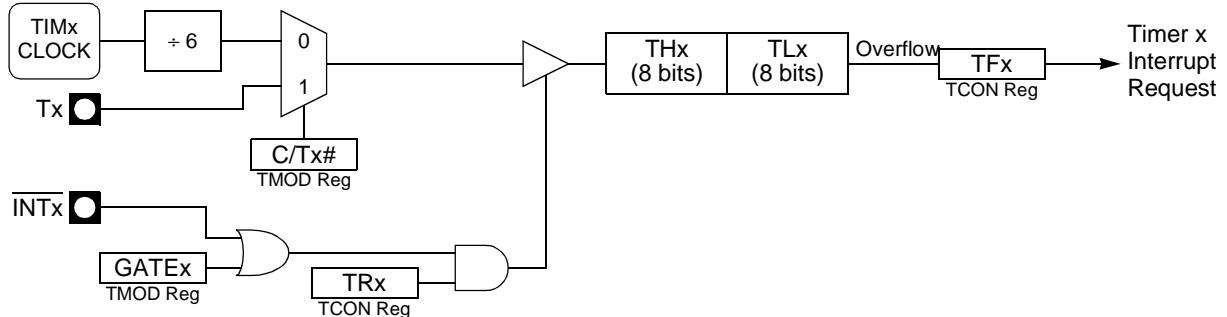 TIMx
CLOCK
÷ 6
0
1
Tx
C/Tx#
TMOD Reg
THx
(8 bits)
TLx
(8 bits)
Overflow
TFx
TCON Reg
Timer x
Interrupt
Request
INTx
GATEx
TMOD Reg
TRx
TCON Reg